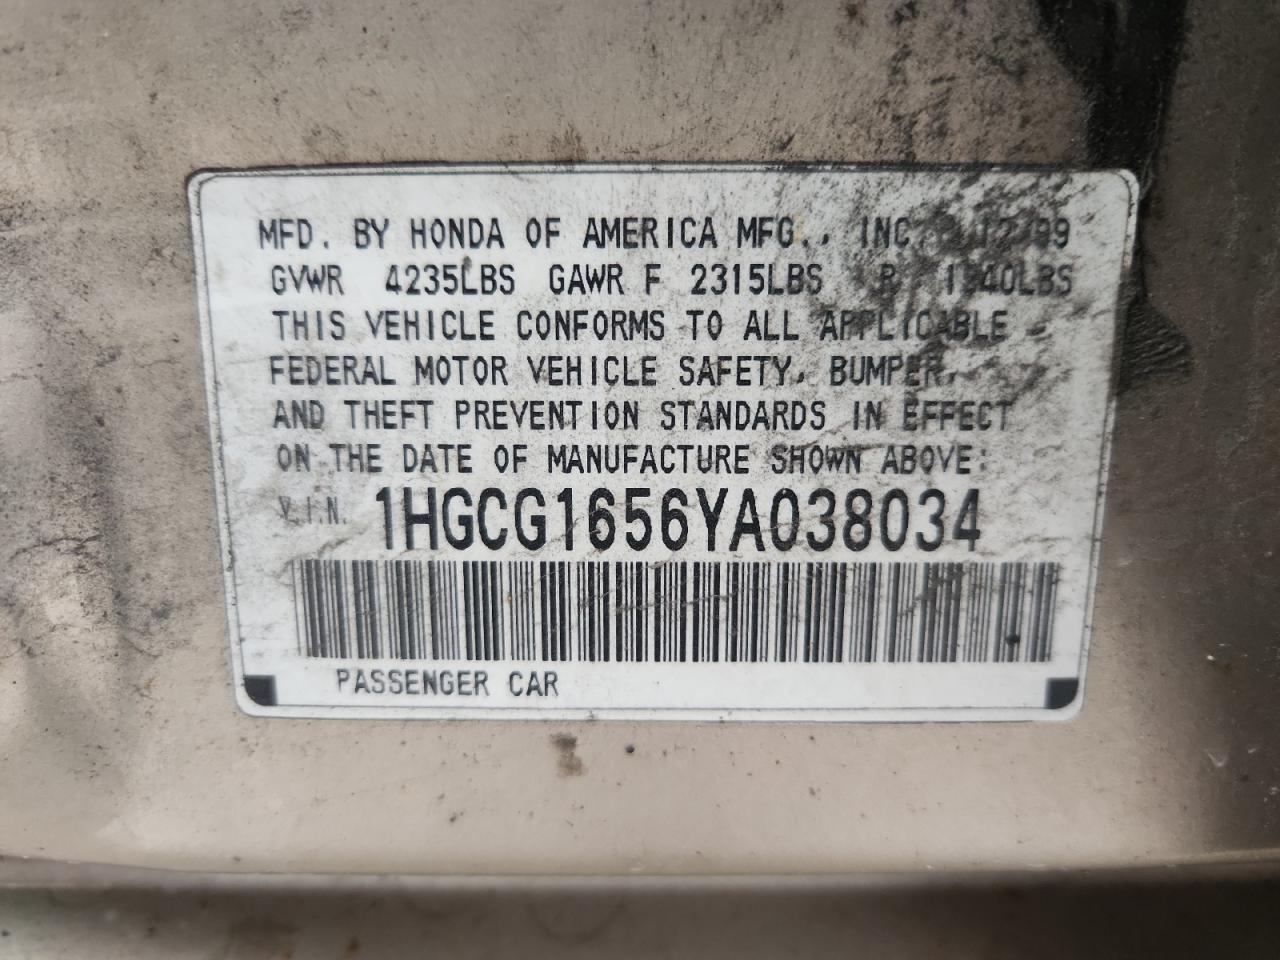 MFD. BY HONDA OF AMERICA MFG., INC. 12/99
GVWR 4235LBS GAWR F 2315LBS R
THIS VEHICLE CONFORMS TO ALL APPLICABLE
FEDERAL MOTOR VEHICLE SAFETY, BUMPER,
AND THEFT PREVENTION STANDARDS IN EFFECT
ON THE DATE OF MANUFACTURE SHOWN ABOVE:
V.I.N. 1HGCG1656YA038034
PASSENGER CAR